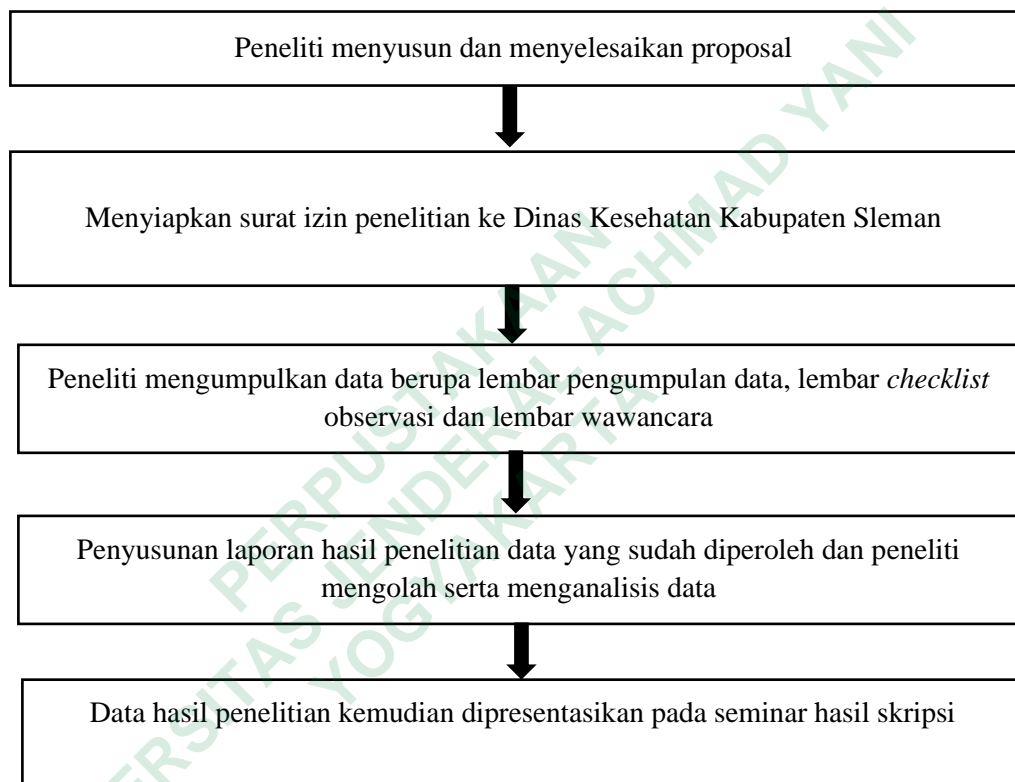 Peneliti menyusun dan menyelesaikan proposal
Menyiapkan surat izin penelitian ke Dinas Kesehatan Kabupaten Sleman
Peneliti mengumpulkan data berupa lembar pengumpulan data, lembar checklist
observasi dan lembar wawancara
Penyusunan laporan hasil penelitian data yang sudah diperoleh dan peneliti
mengolah serta menganalisis data
Data hasil penelitian kemudian dipresentasikan pada seminar hasil skripsi
PERPUSTAKAAN
ERSITAS JENDERAL ACHMAD YANI
YOGYAKARTA